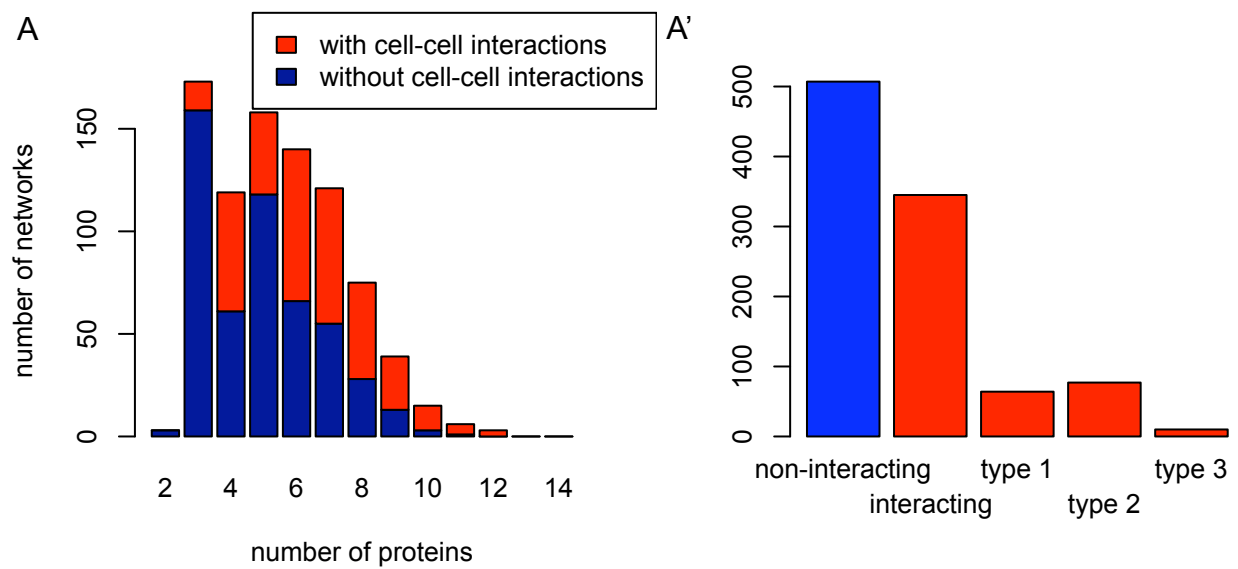 A
with cell-cell interactions
without cell-cell interactions
number of networks
0
50
100
150
2
4
6
8
10
12
14
number of proteins
A'
0
100
200
300
400
500
non-interacting
interacting
type 1
type 2
type 3